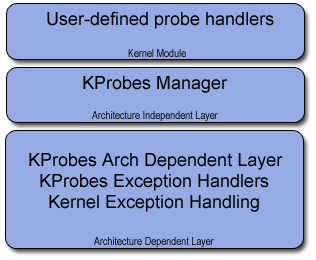 User-defined probe handlers
Kernel Module
KProbes Manager
Architecture Independent Layer
KProbes Arch Dependent Layer
KProbes Exception Handlers
Kernel Exception Handling
Architecture Dependent Layer